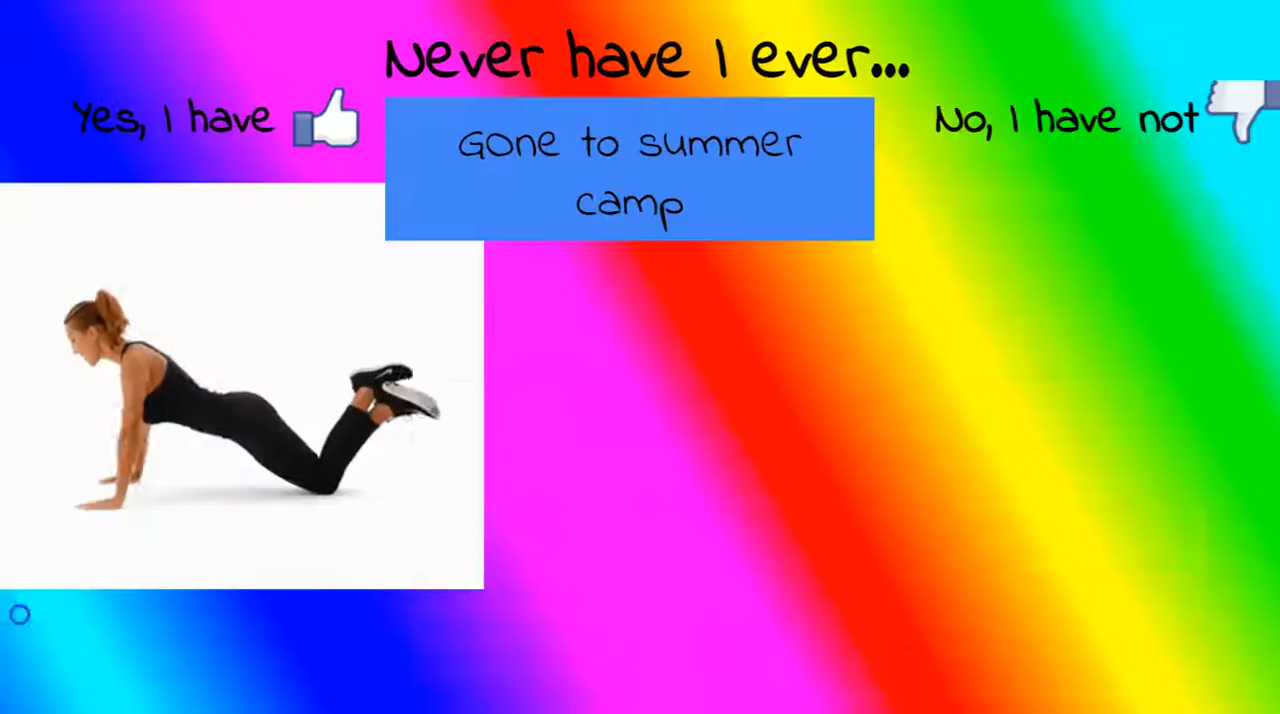 Never have I ever...
Yes, I have
No, I have not
Gone to summer
camp